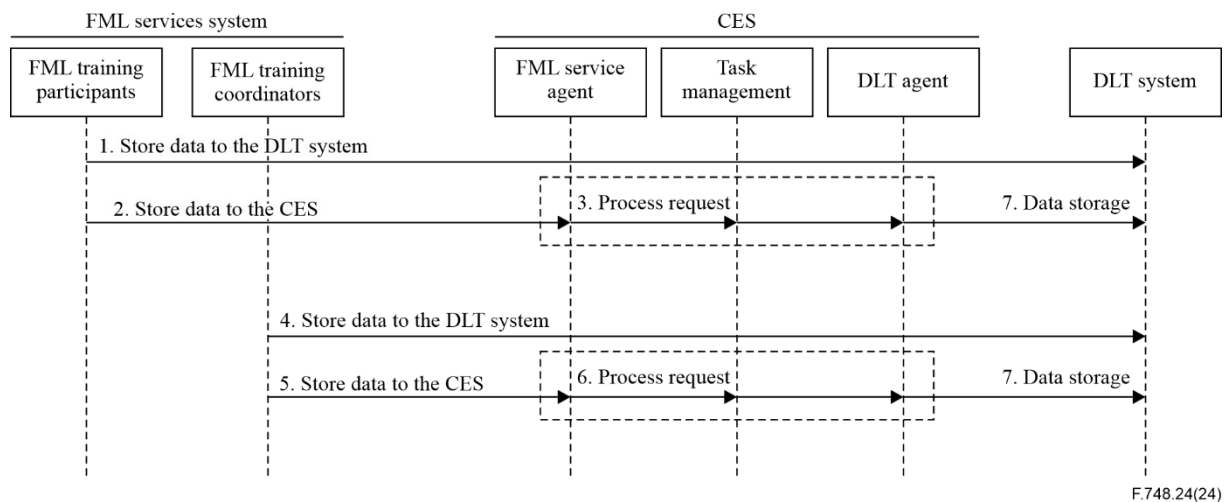 FML services system
CES
FML training
participants
FML training
coordinators
FML service
agent
Task
management
DLT agent
DLT system
1. Store data to the DLT system
2. Store data to the CES
3. Process request
7. Data storage
4. Store data to the DLT system
5. Store data to the CES
6. Process request
7. Data storage
F.748.24(24)